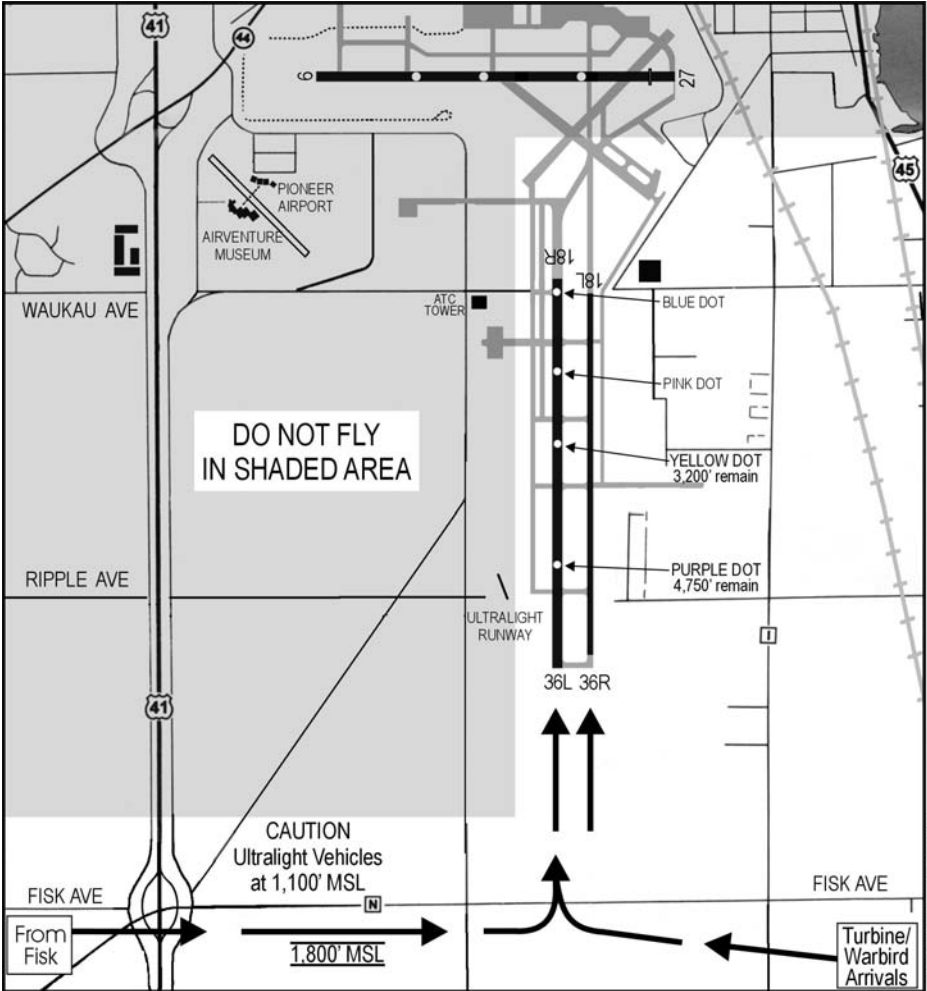 41
44
9
27
PIONEER
AIRPORT
AIRVENTURE
MUSEUM
45
18R
18L
WAUKAU AVE
ATC
TOWER
BLUE DOT
PINK DOT
DO NOT FLY
IN SHADED AREA
YELLOW DOT
3,200' remain
RIPPLE AVE
PURPLE DOT
4,750' remain
ULTRALIGHT
RUNWAY
I
36L 36R
41
CAUTION
Ultralight Vehicles
at 1,100' MSL
FISK AVE
N
FISK AVE
From
Fisk
1,800' MSL
Turbine/
Warbird
Arrivals